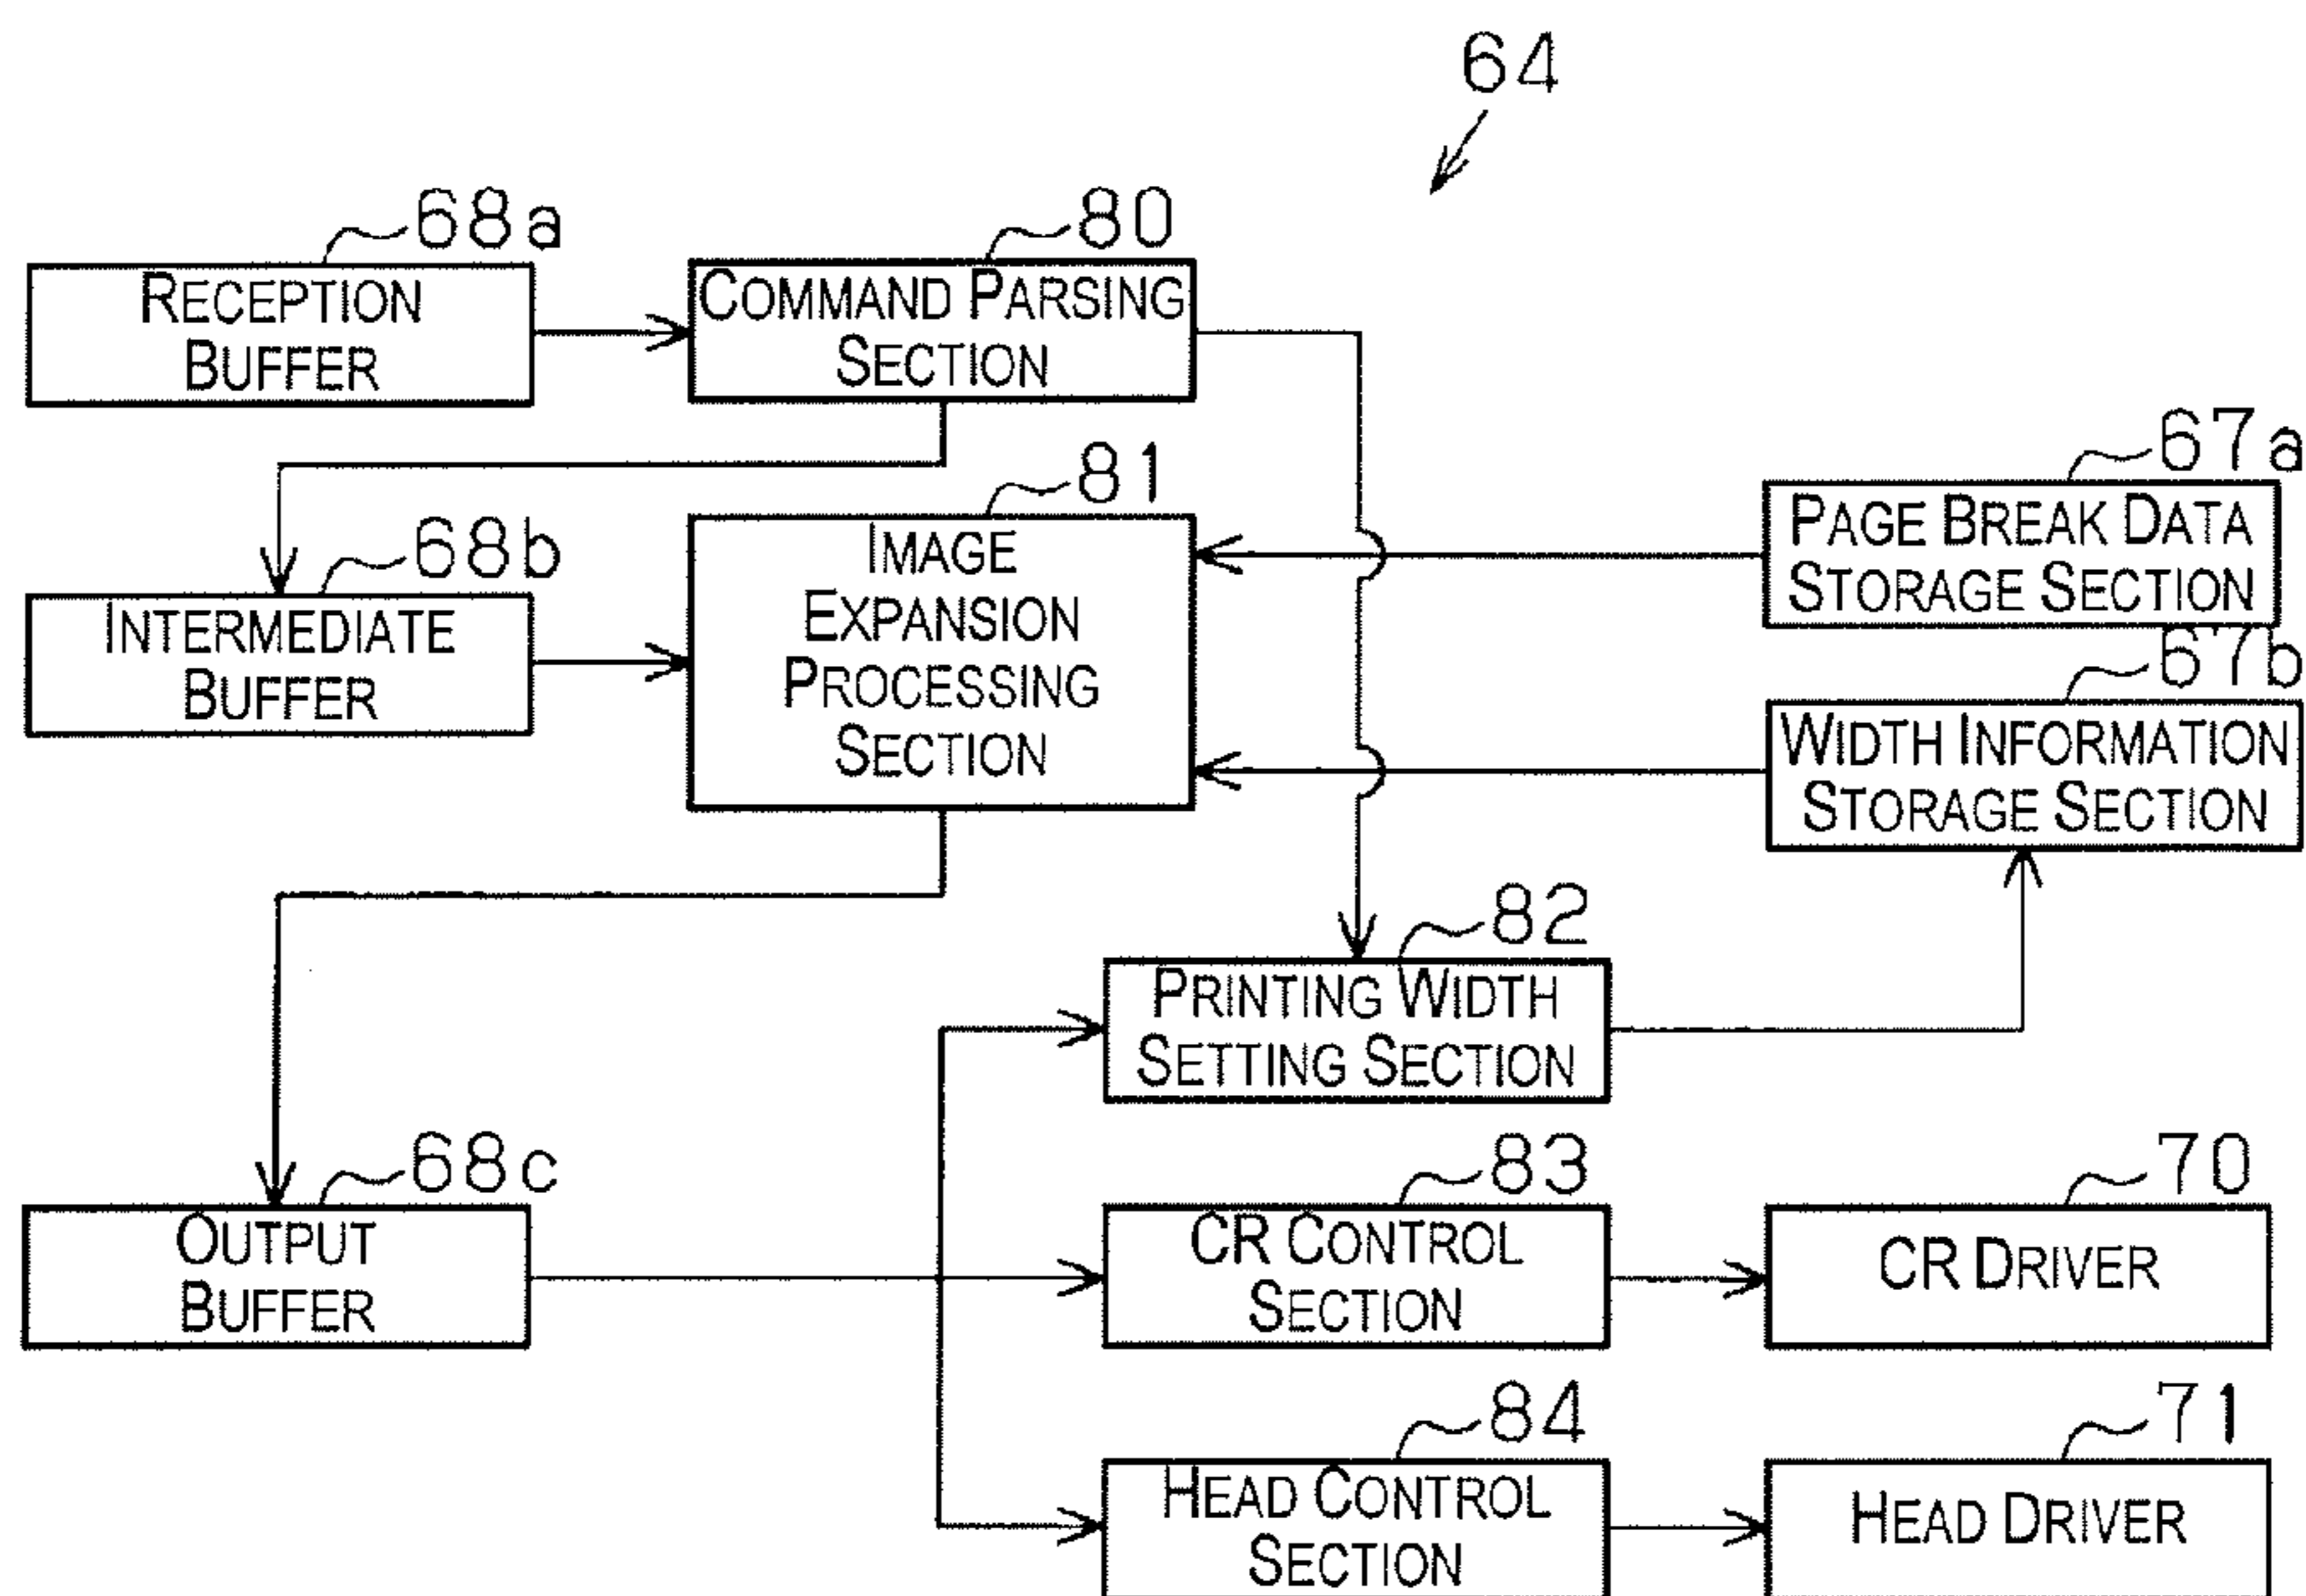 64
68a
80
RECEPTION
BUFFER
COMMAND PARSING
SECTION
67a
81
PAGE BREAK DATA
STORAGE SECTION
68b
IMAGE
EXPANSION
PROCESSING
SECTION
INTERMEDIATE
BUFFER
67b
WIDTH INFORMATION
STORAGE SECTION
82
PRINTING WIDTH
SETTING SECTION
68c
83
70
OUTPUT
BUFFER
CR CONTROL
SECTION
CR DRIVER
84
71
HEAD CONTROL
SECTION
HEAD DRIVER